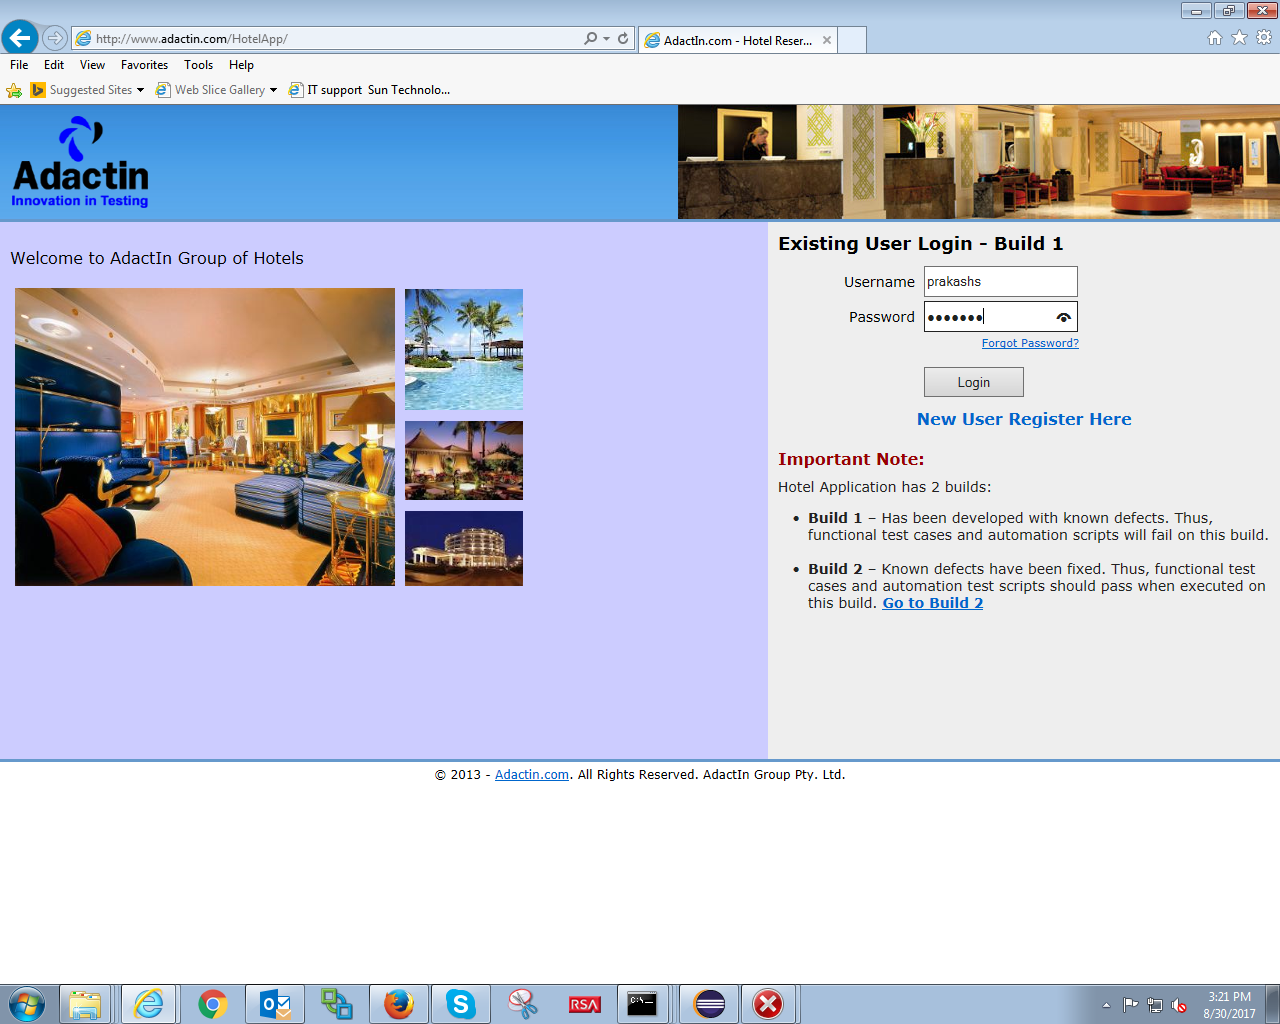 http://www.adactin.com/HotelApp/
AdactIn.com - Hotel Reser...
File Edit View Favorites Tools Help
Suggested Sites Web Slice Gallery IT support Sun Technolo...
Adactin
Innovation in Testing
Welcome to AdactIn Group of Hotels
Existing User Login - Build 1
Username prakashs
Password
Forgot Password?
Login
New User Register Here
Important Note:
Hotel Application has 2 builds:
• Build 1 – Has been developed with known defects. Thus,
functional test cases and automation scripts will fail on this build.
• Build 2 – Known defects have been fixed. Thus, functional test
cases and automation test scripts should pass when executed on
this build. Go to Build 2
© 2013 - Adactin.com. All Rights Reserved. AdactIn Group Pty. Ltd.
RSA
C:\
3:21 PM
8/30/2017